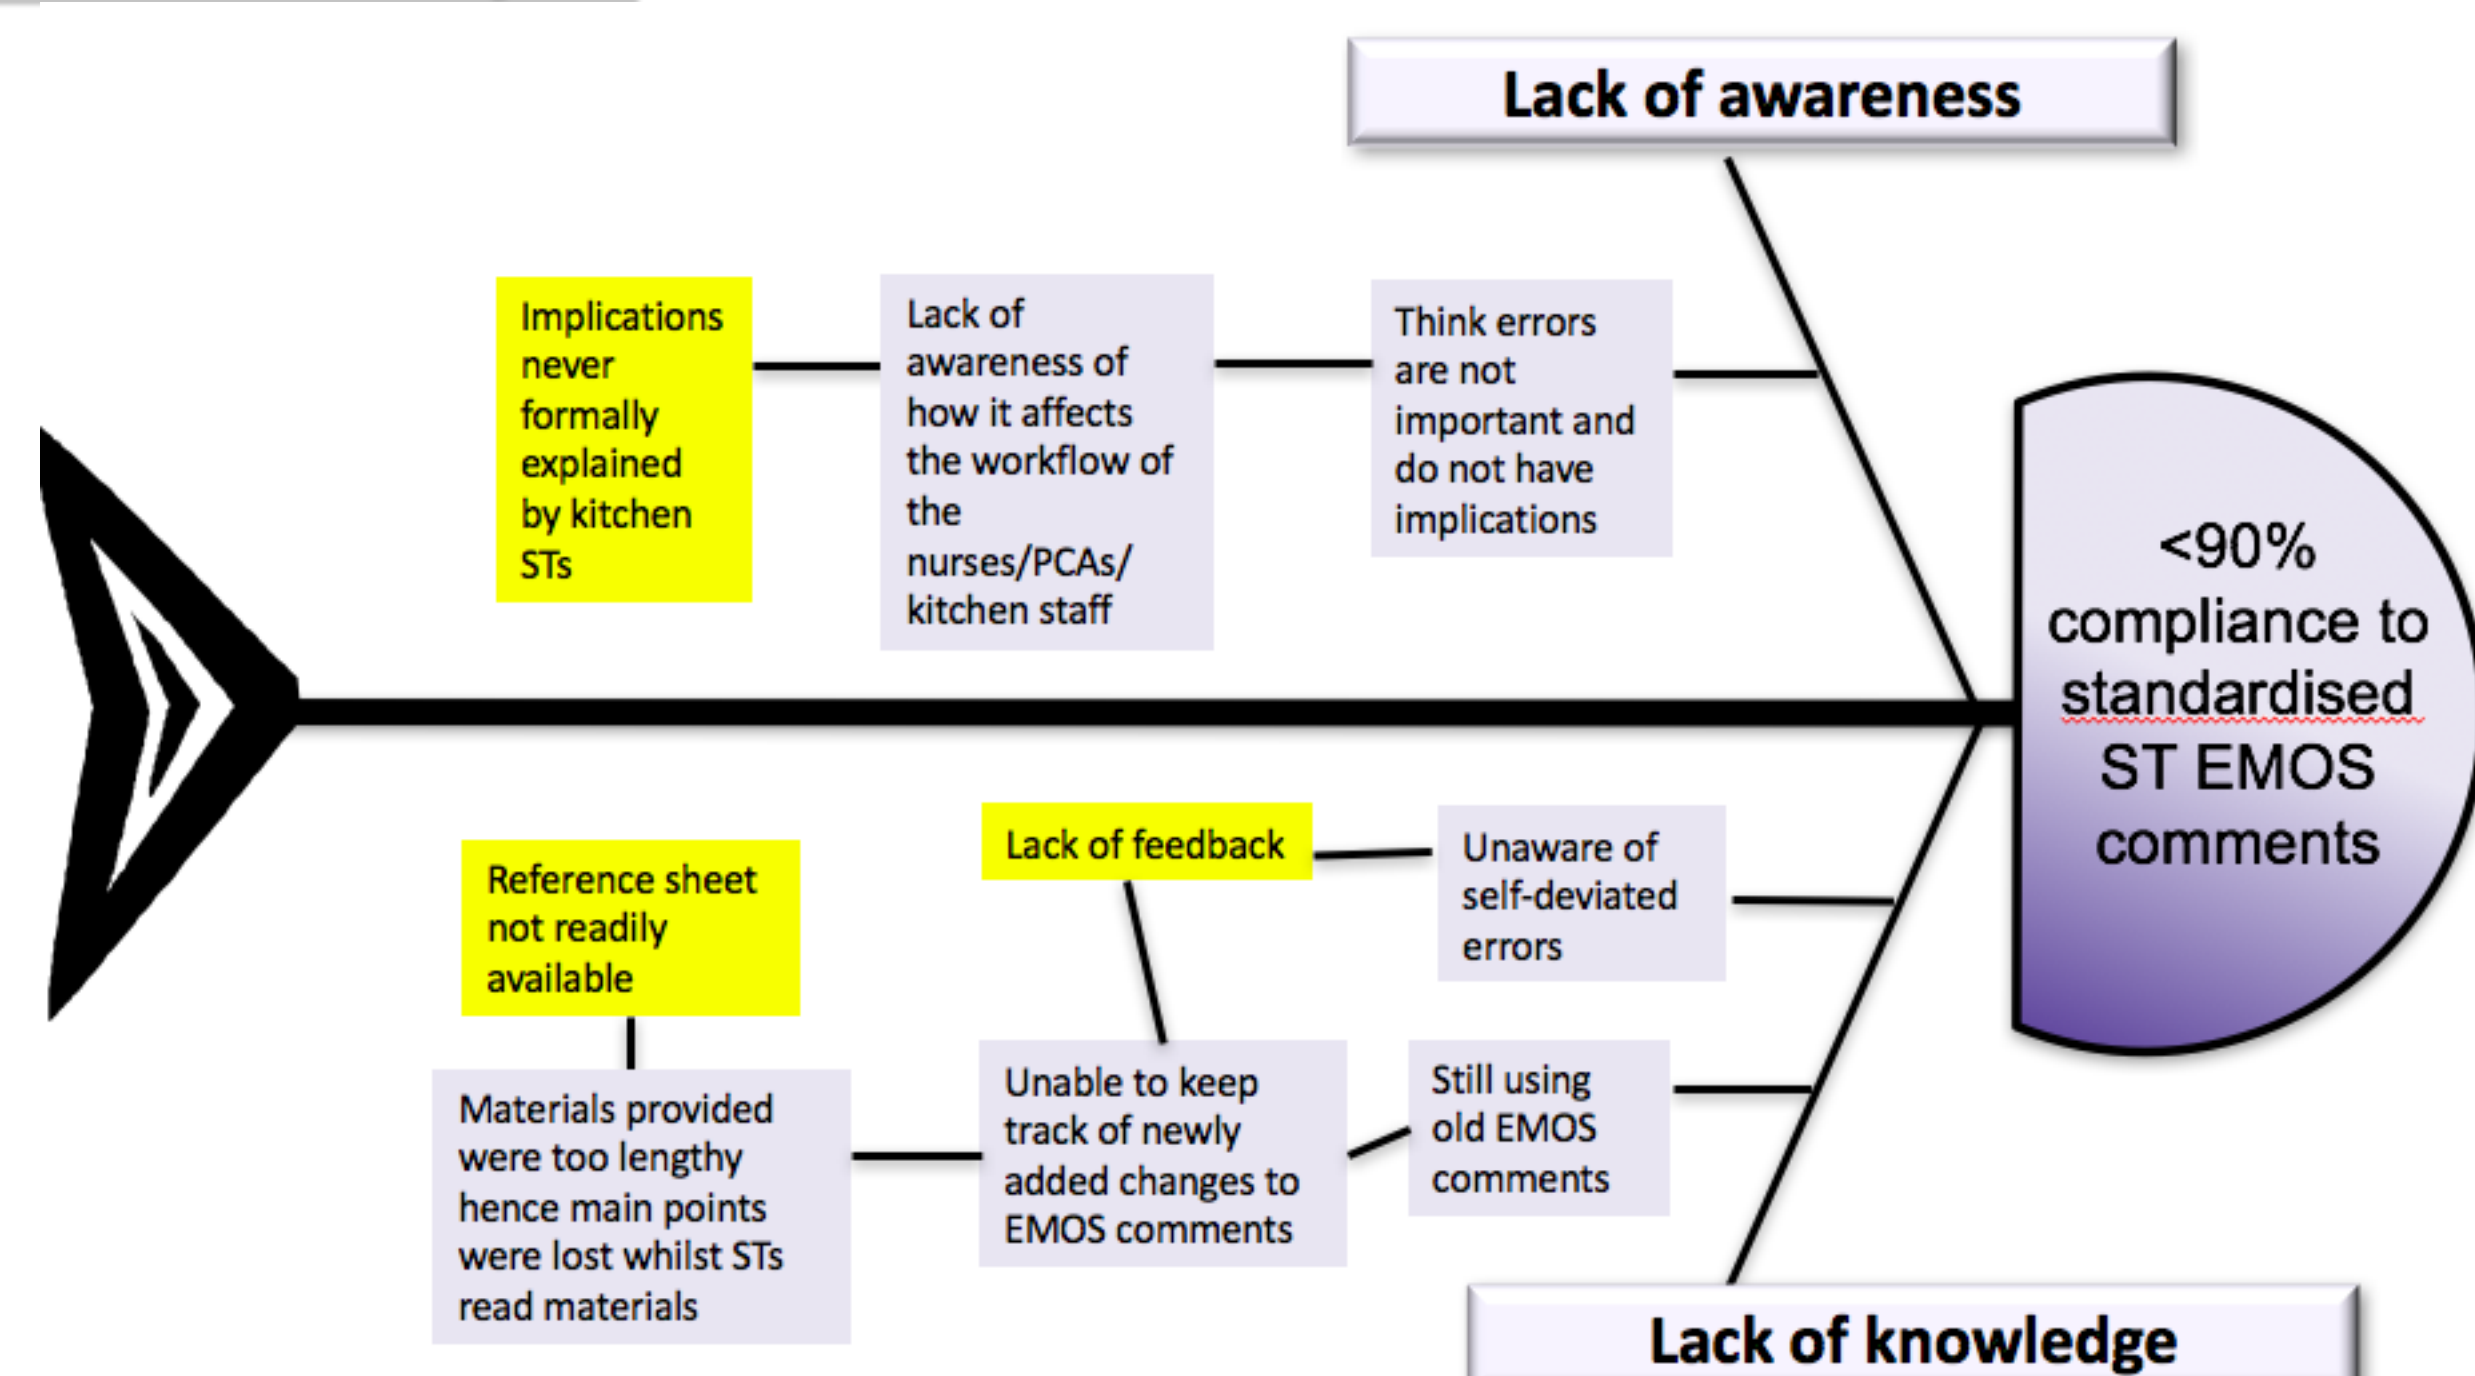 Lack of awareness
Implications
never
formally
explained
by kitchen
STs
Lack of
awareness of
how it affects
the workflow of
the
nurses/PCAs/
kitchen staff
Think errors
are not
important and
do not have
implications
<90%
compliance to
standardised
ST EMOS
comments
Lack of feedback
Unaware of
self-deviated
errors
Reference sheet
not readily
available
Materials provided
were too lengthy
hence main points
were lost whilst STs
read materials
Unable to keep
track of newly
added changes to
EMOS comments
Still using
old EMOS
comments
Lack of knowledge